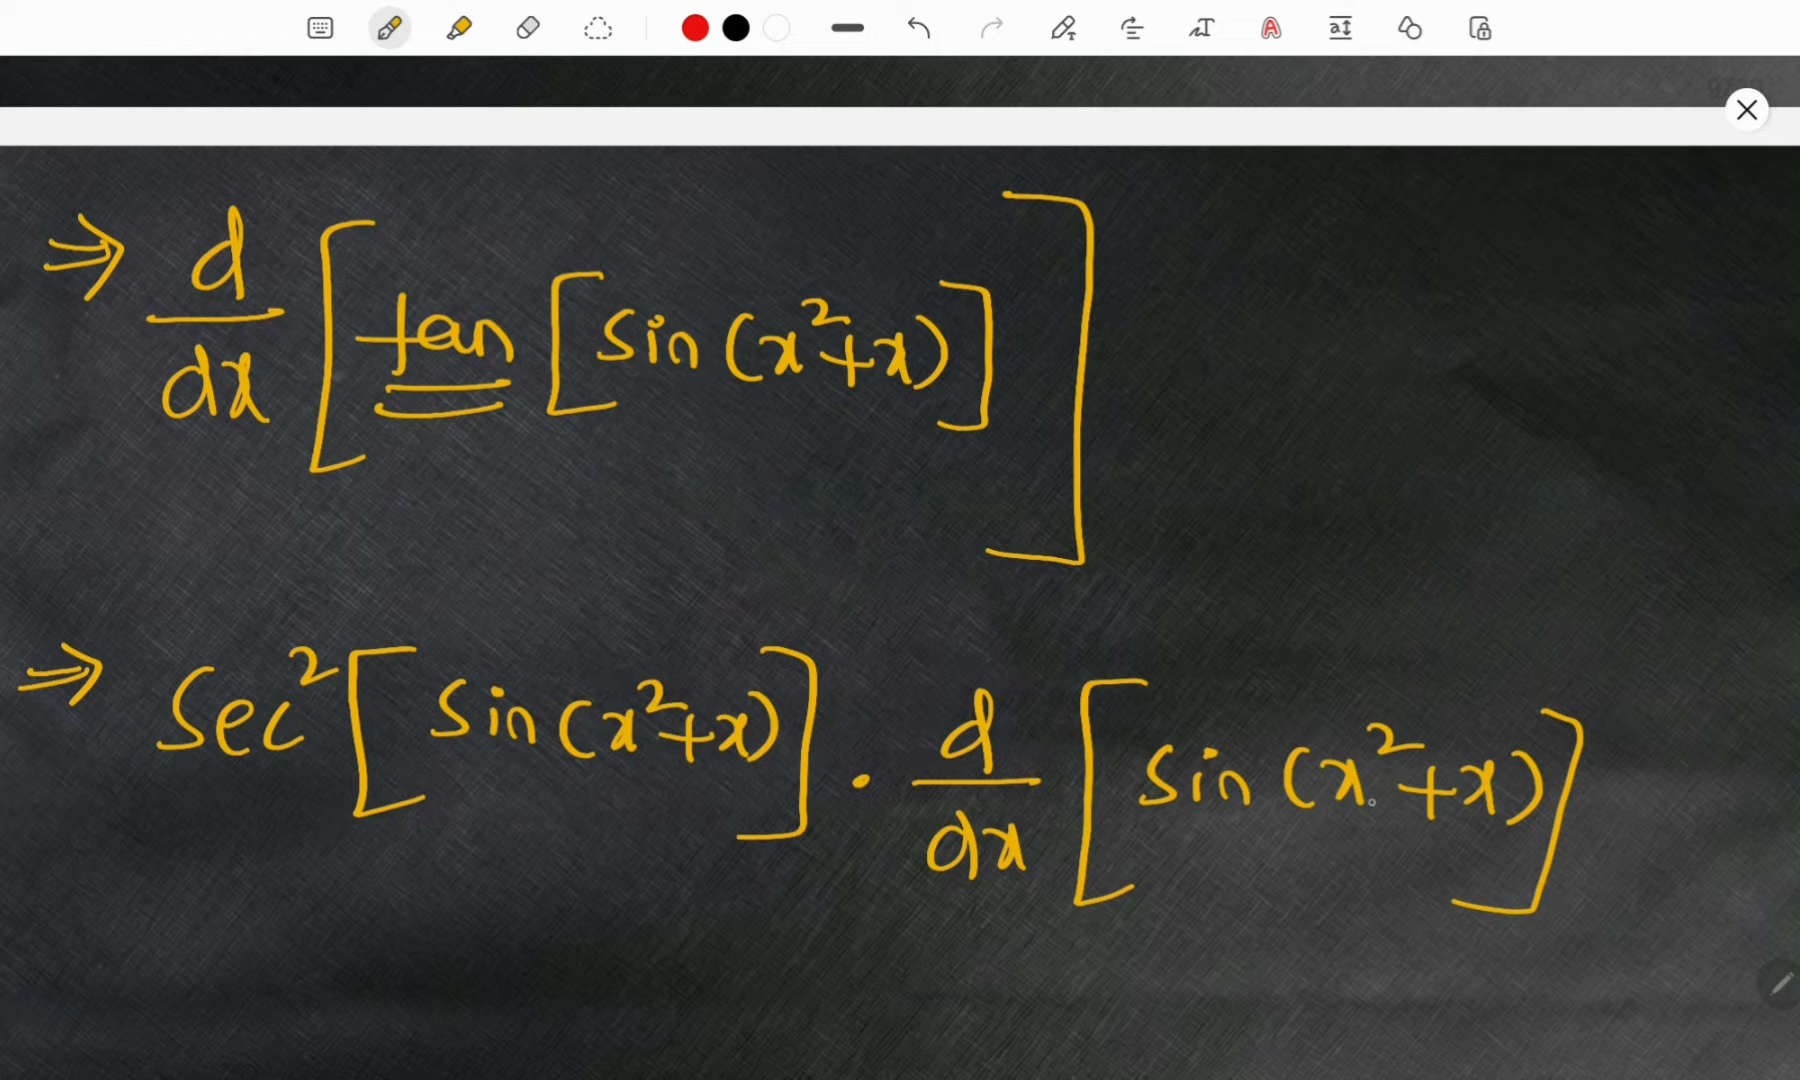 ⇒ d/dx [tan [sin (x²+x)]]
⇒ Sec² [sin (x²+x)] . d/dx [sin (x²+x)]